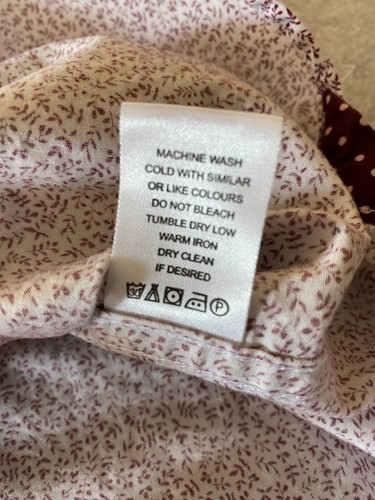 MACHINE WASH
COLD WITH SIMILAR
OR LIKE COLOURS
DO NOT BLEACH
TUMBLE DRY LOW
WARM IRON
DRY CLEAN
IF DESIRED
30 P